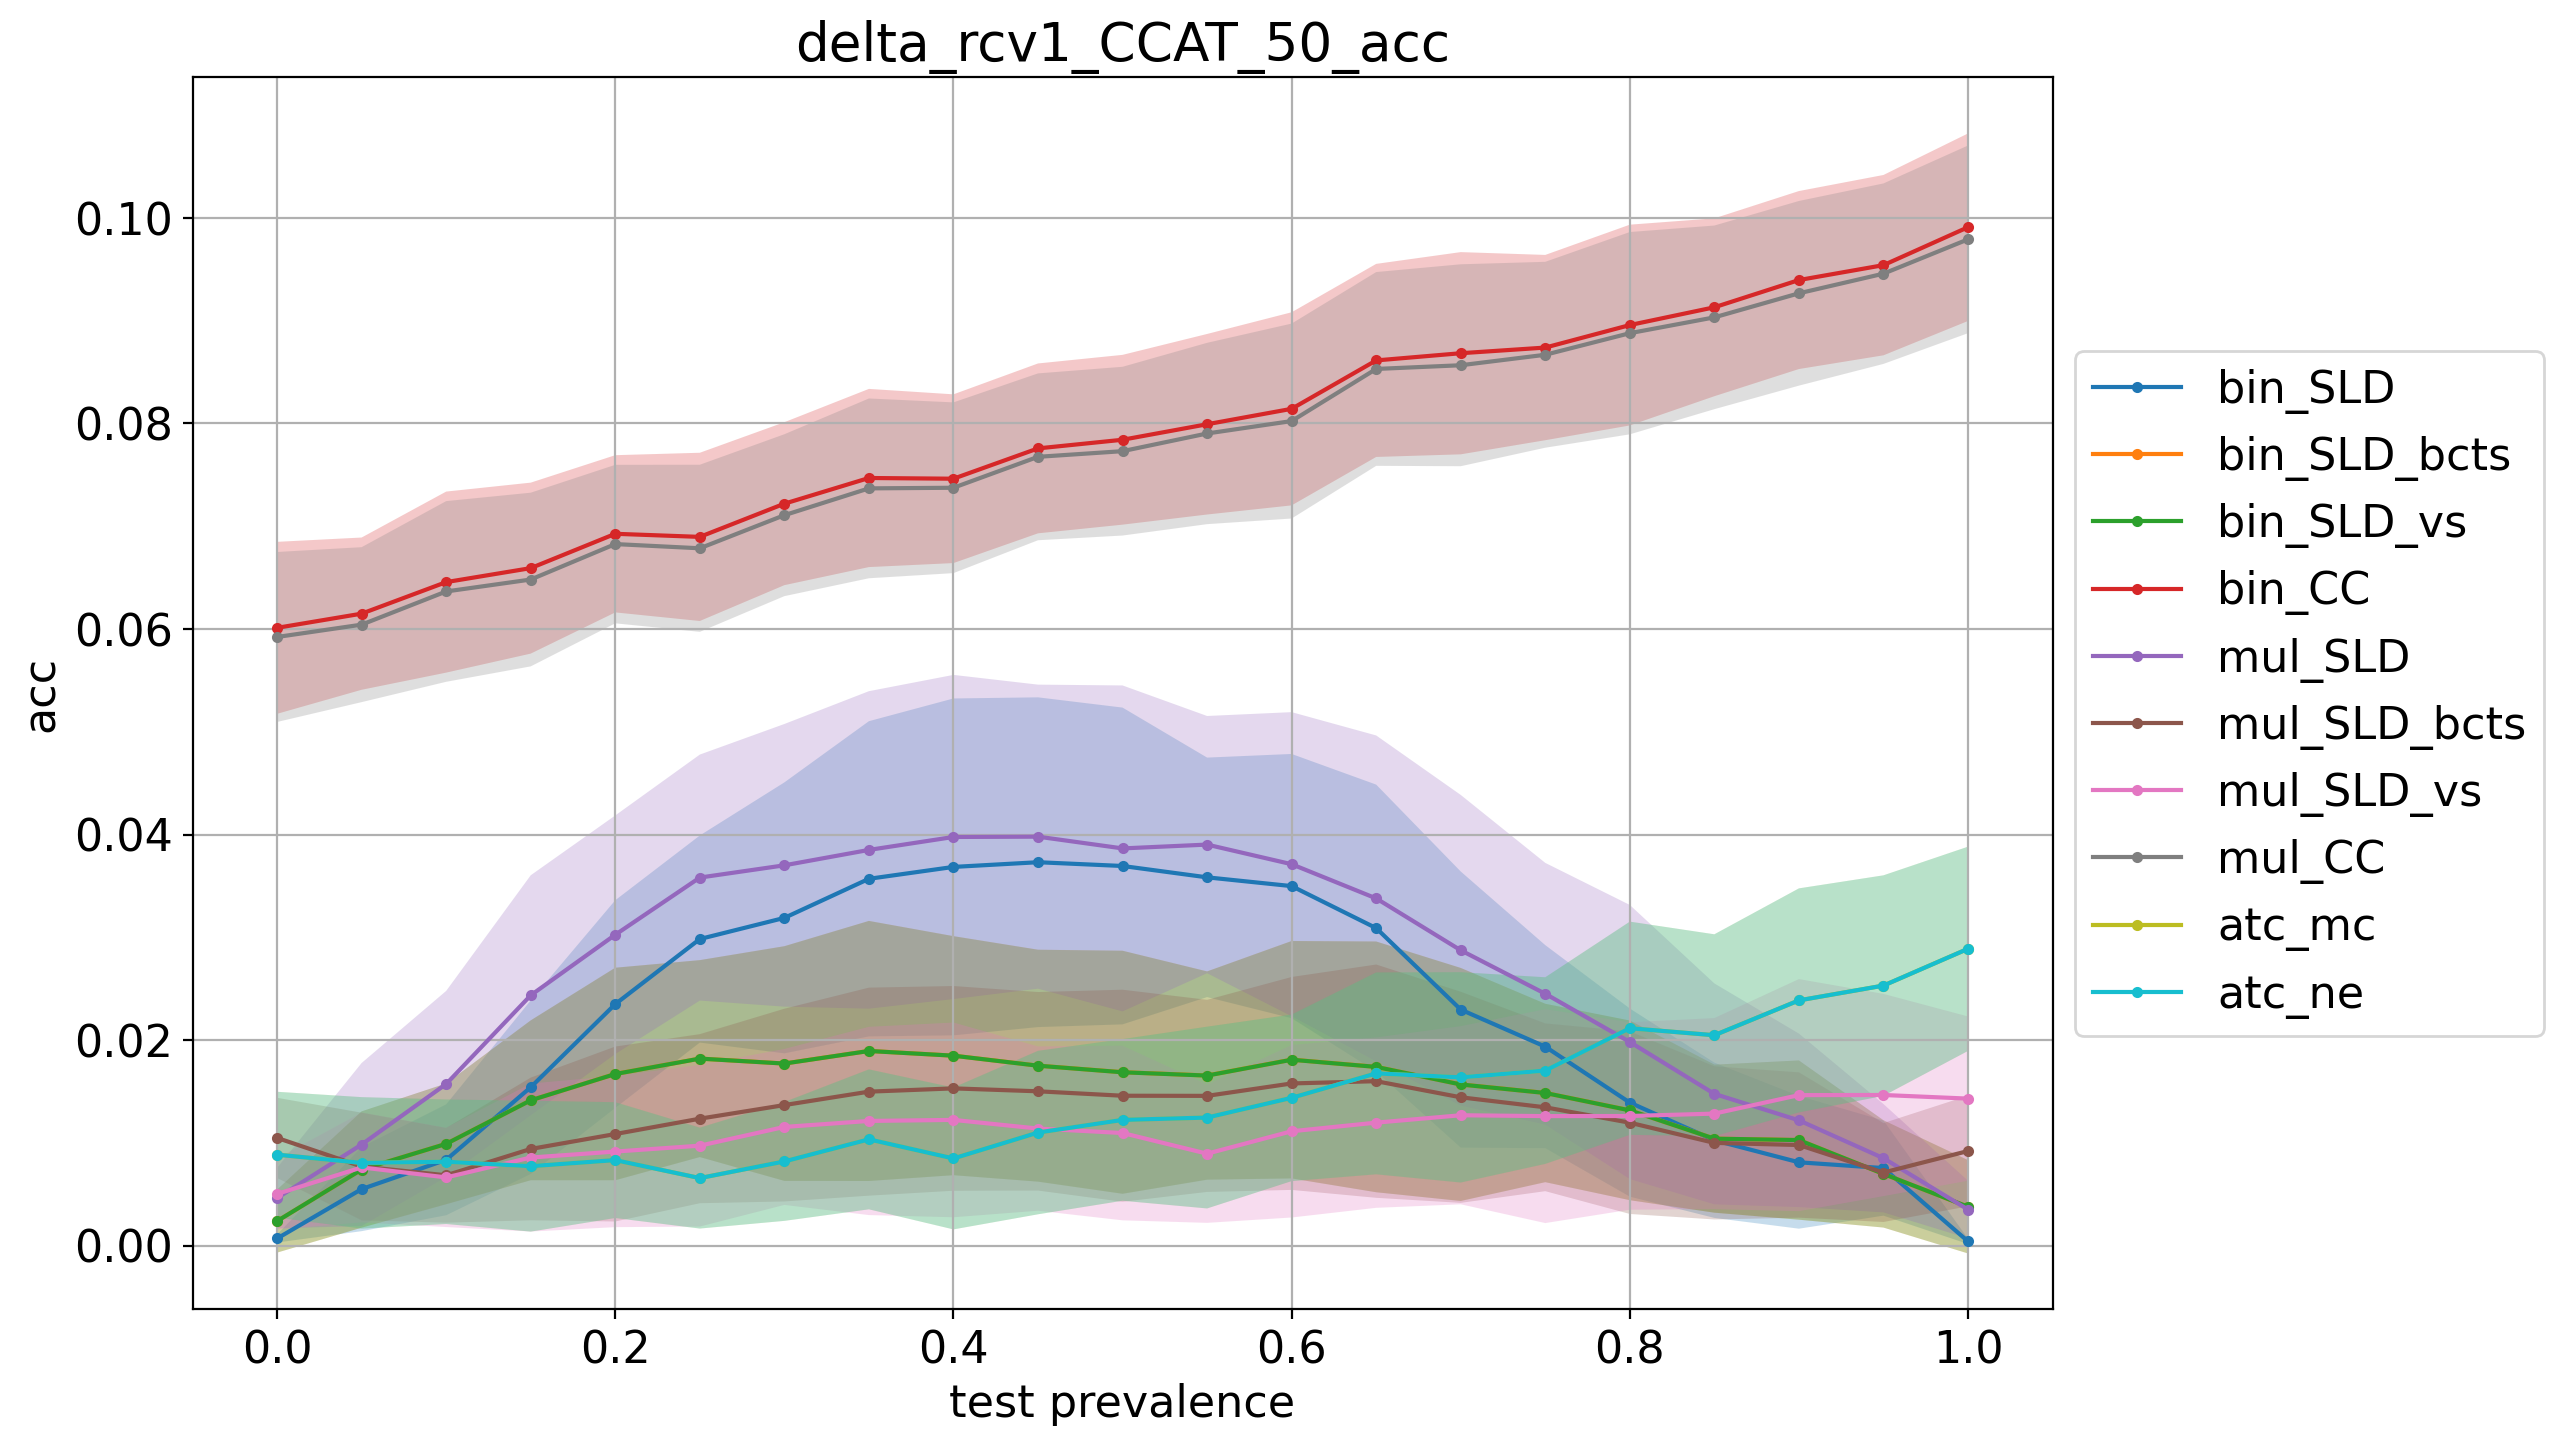 delta_rcv1_CCAT_50_acc
0.10
0.08
0.06
0.04
0.02
0.00
acc
0.0 0.2 0.4 0.6 0.8 1.0
test prevalence
bin_SLD
bin_SLD_bcts
bin_SLD_vs
bin_CC
mul_SLD
mul_SLD_bcts
mul_SLD_vs
mul_CC
atc_mc
atc_ne